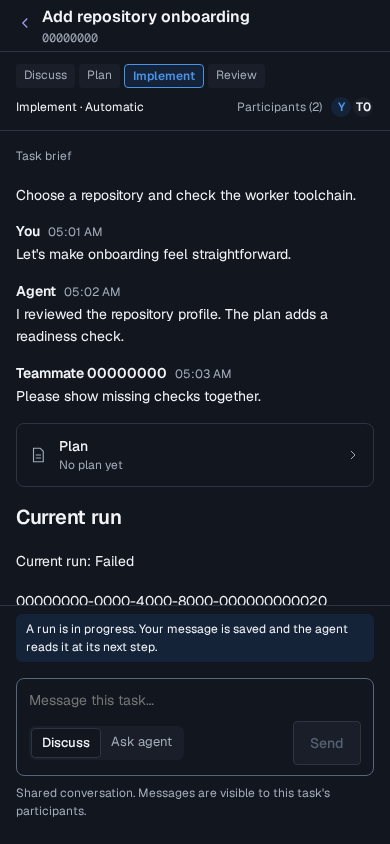 Add repository onboarding
00000000
Discuss Plan Implement Review
Implement · Automatic Participants (2) Y T0
Task brief
Choose a repository and check the worker toolchain.
You 05:01 AM
Let's make onboarding feel straightforward.
Agent 05:02 AM
I reviewed the repository profile. The plan adds a
readiness check.
Teammate 00000000 05:03 AM
Please show missing checks together.
Plan
No plan yet
Current run
Current run: Failed
00000000-0000-4000-8000-000000000020
A run is in progress. Your message is saved and the agent
reads it at its next step.
Message this task...
Discuss Ask agent Send
Shared conversation. Messages are visible to this task's
participants.